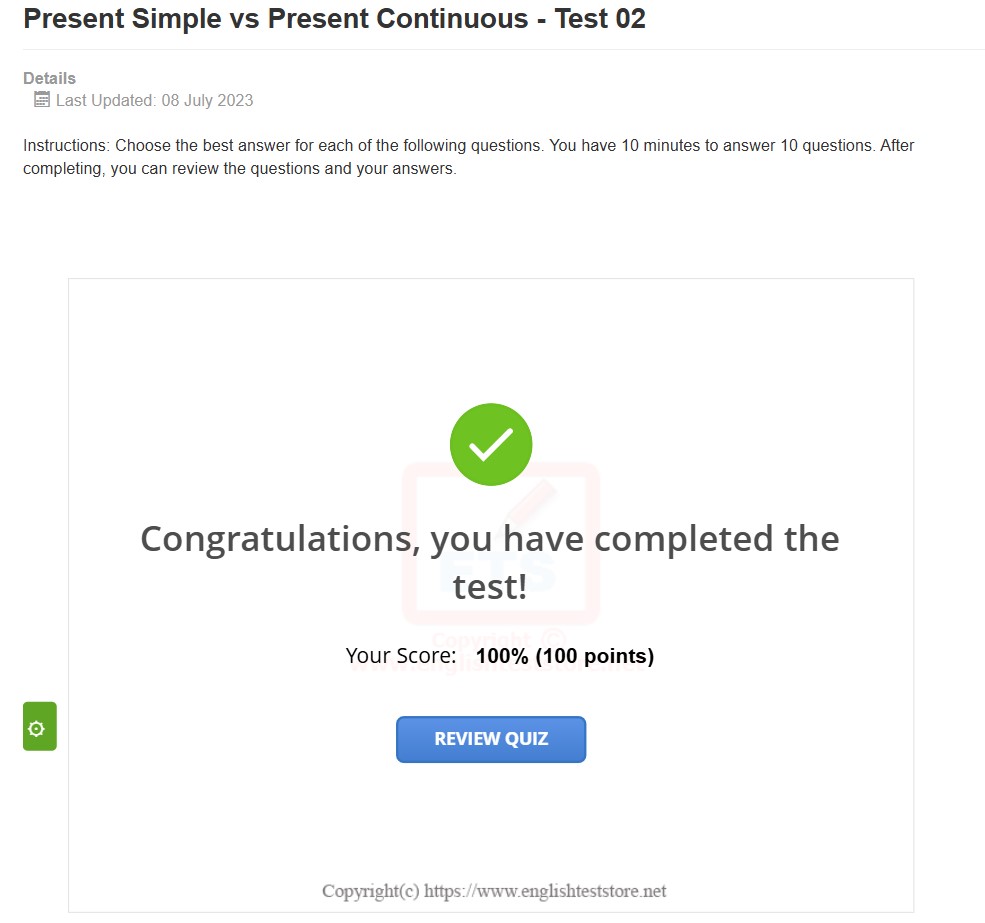 Present Simple vs Present Continuous - Test 02
Details
Last Updated: 08 July 2023
Instructions: Choose the best answer for each of the following questions. You have 10 minutes to answer 10 questions. After
completing, you can review the questions and your answers.
ETS
Congratulations, you have completed the
test!
Copyright ©
Your Score: 100% (100 points)
REVIEW QUIZ
Copyright(c) https://www.englishteststore.net